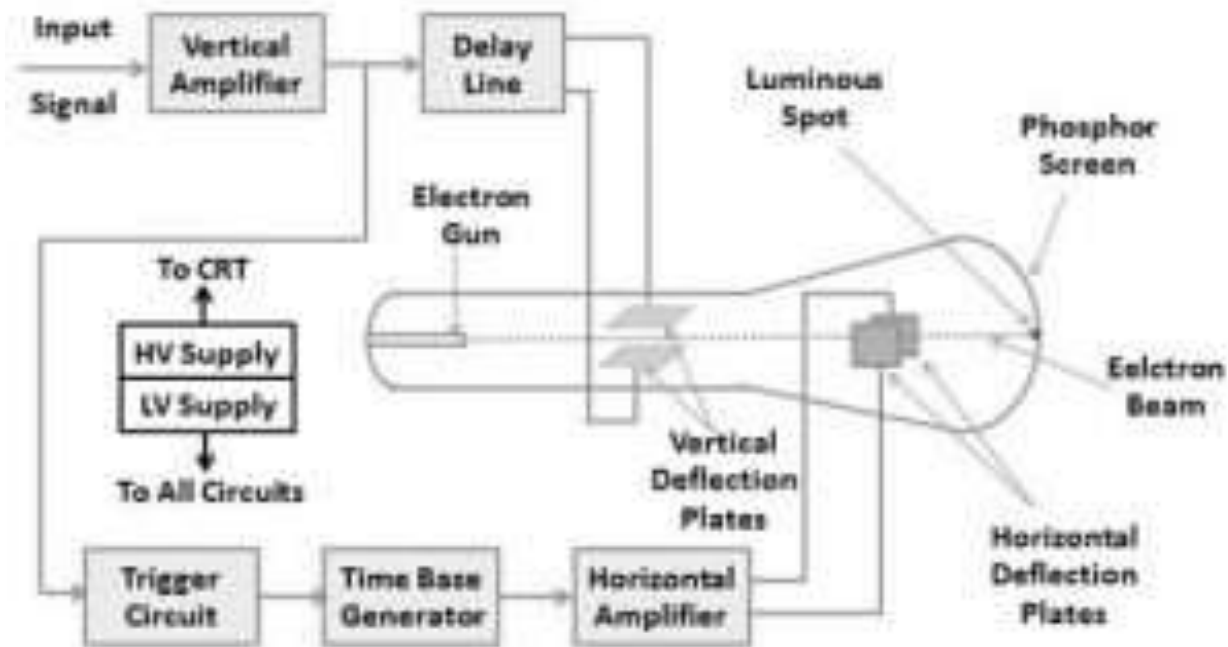 Input
Signal
Vertical
Amplifier
Delay
Line
Luminous
Spot
Phosphor
Screen
Electron
Gun
To CRT
HV Supply
LV Supply
To All Circuits
Eelctron
Beam
Vertical
Deflection
Plates
Horizontal
Deflection
Plates
Trigger
Circuit
Time Base
Generator
Horizontal
Amplifier